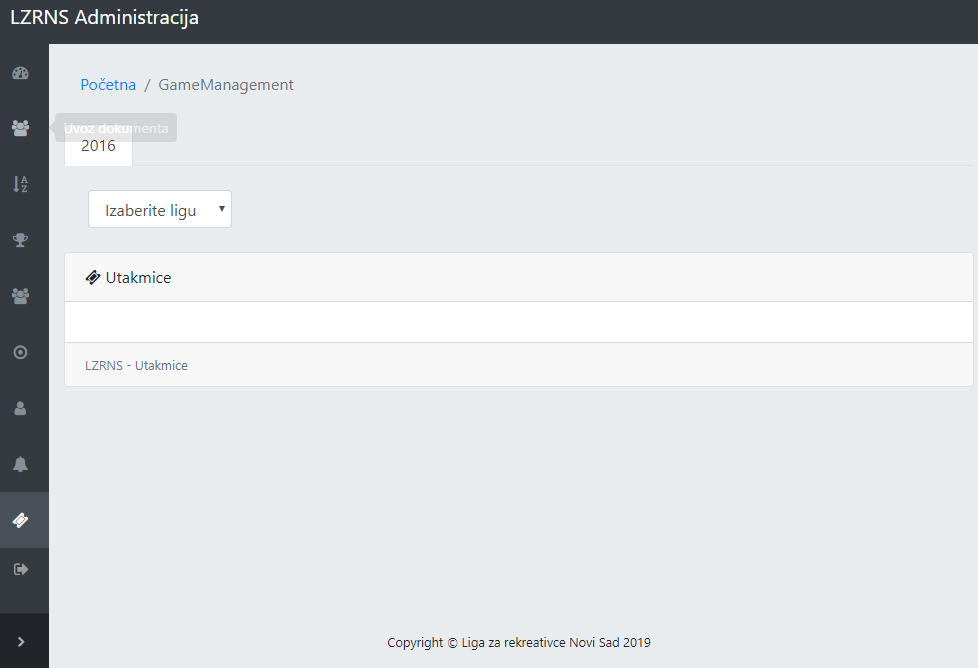 LZRNS Administracija
Početna / GameManagement
Uvoz dokumenta
2016
Izaberite ligu
Utakmice
LZRNS - Utakmice
Copyright © Liga za rekreativce Novi Sad 2019